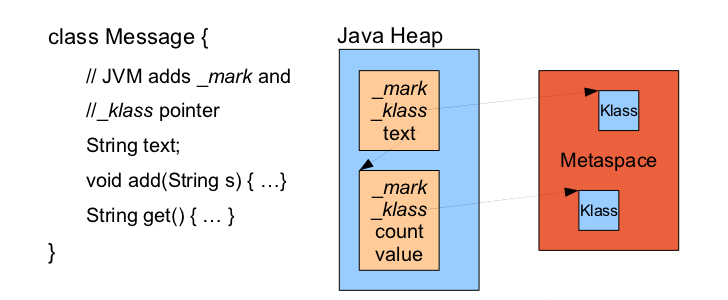 class Message {
// JVM adds _mark and
//_klass pointer
String text;
void add(String s) { …}
String get() { … }
}
Java Heap
_mark
_klass
text
_mark
_klass
count
value
Klass
Metaspace
Klass